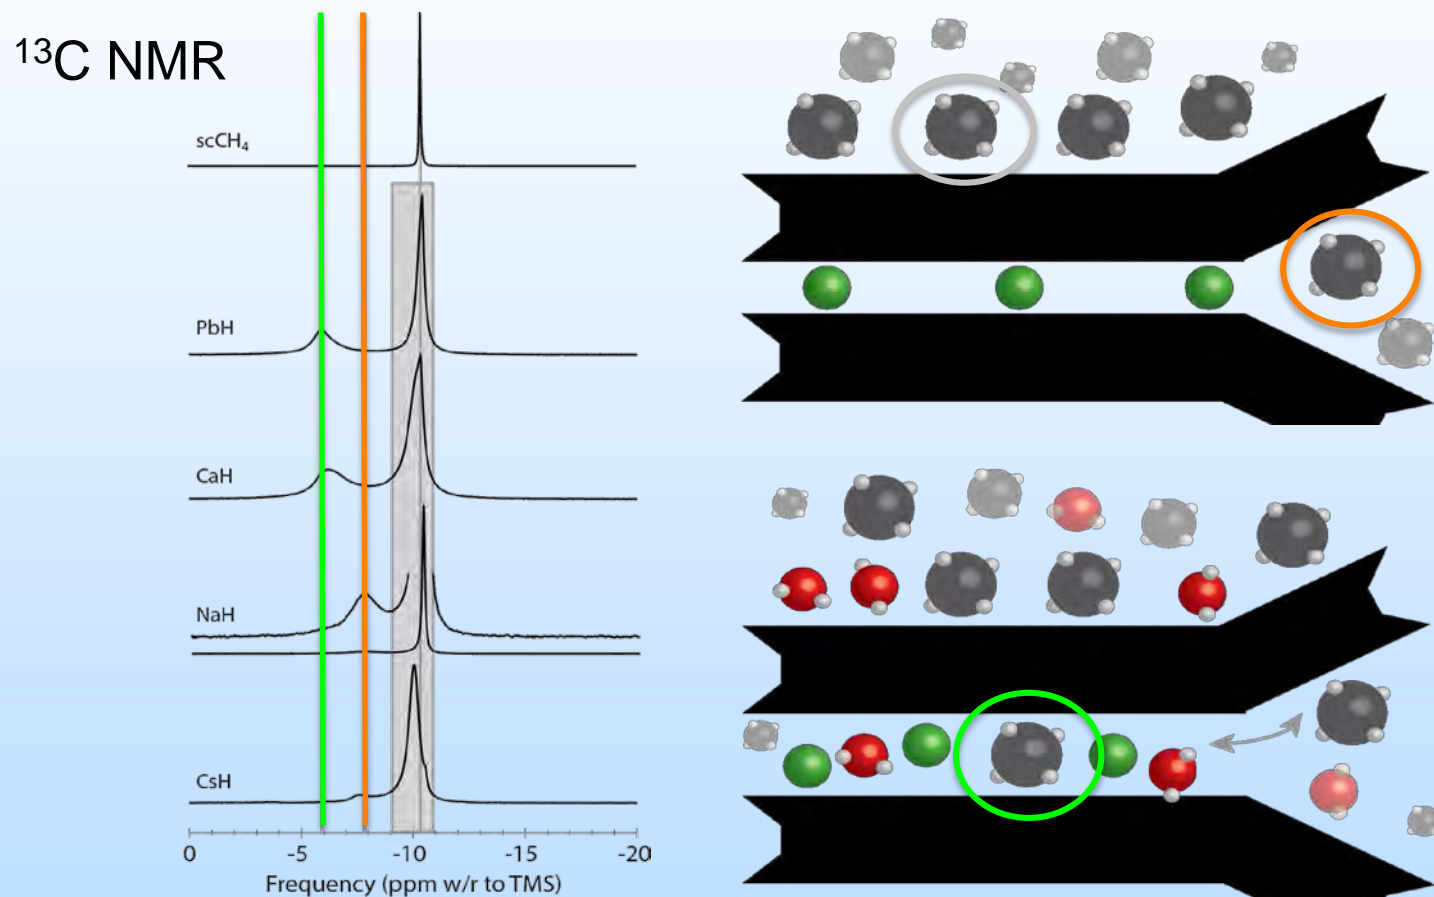 ¹³C NMR
scCH₄
PbH
CaH
NaH
CsH
0 -5 -10 -15 -20
Frequency (ppm w/r to TMS)